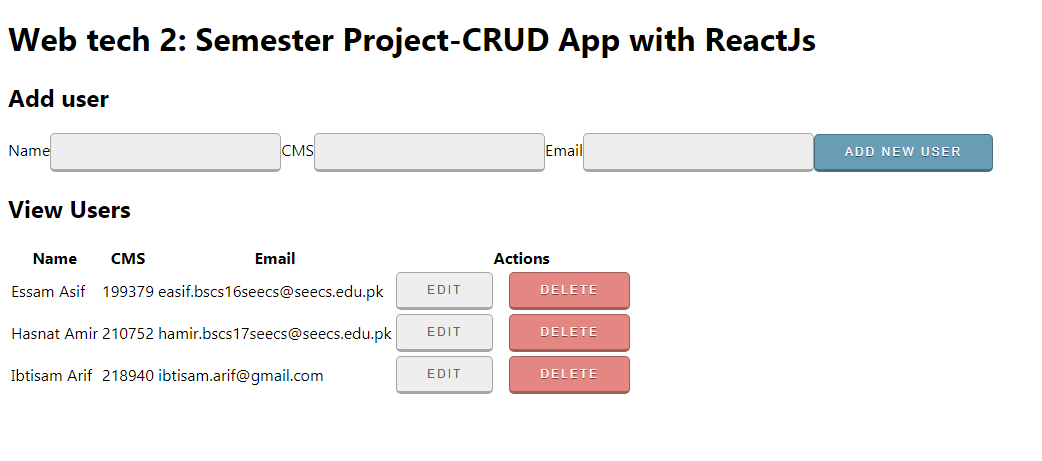 Web tech 2: Semester Project-CRUD App with ReactJs
Add user
Name CMS Email ADD NEW USER
View Users
Name CMS Email Actions
Essam Asif 199379 easif.bscs16seecs@seecs.edu.pk EDIT DELETE
Hasnat Amir 210752 hamir.bscs17seecs@seecs.edu.pk EDIT DELETE
Ibtisam Arif 218940 ibtisam.arif@gmail.com EDIT DELETE